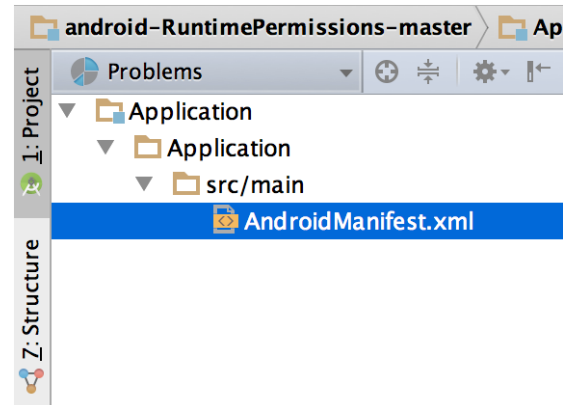 android-RuntimePermissions-master Ap
Problems
1: Project
Application
Application
src/main
AndroidManifest.xml
Z: Structure